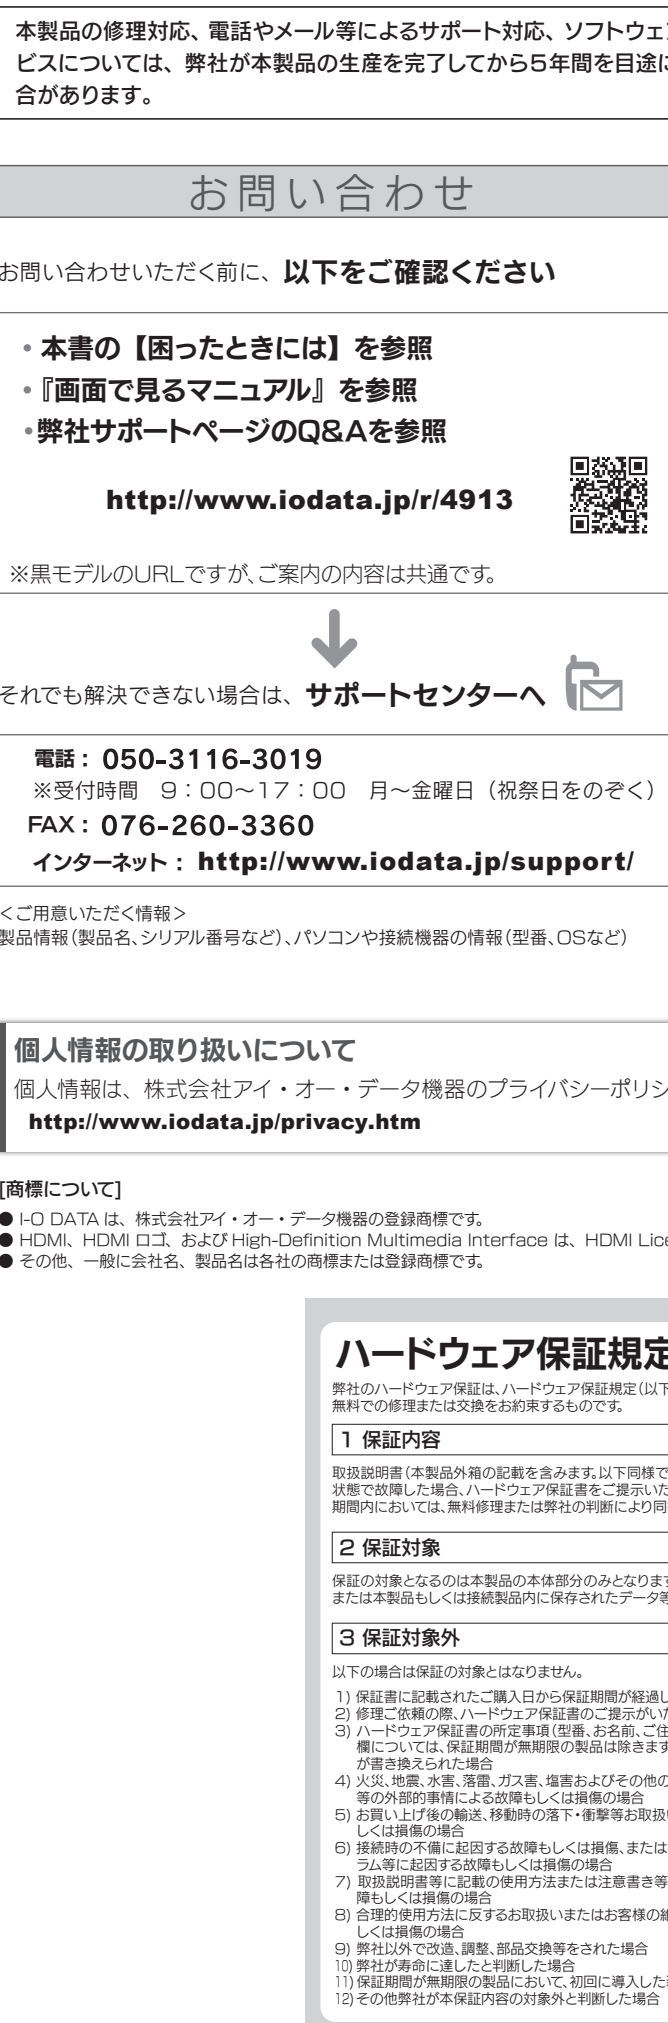 本製品の修理対応、電話やメール等によるサポート対応、ソフトウェ
ビスについては、弊社が本製品の生産を完了してから5年間を目途に
合があります。
お問い合わせ
お問い合わせいただく前に、以下をご確認ください
・本書の【困ったときには】を参照
・『画面で見るマニュアル』を参照
・弊社サポートページのQ&Aを参照
http://www.iodata.jp/r/4913
※黒モデルのURLですが、ご案内の内容は共通です。
それでも解決できない場合は、サポートセンターへ
電話： 050-3116-3019
※受付時間　9：00～17：00　月～金曜日（祝祭日をのぞく）
FAX： 076-260-3360
インターネット： http://www.iodata.jp/support/
＜ご用意いただく情報＞
製品情報（製品名、シリアル番号など）、パソコンや接続機器の情報（型番、OSなど）
個人情報の取り扱いについて
個人情報は、株式会社アイ・オー・データ機器のプライバシーポリシ
http://www.iodata.jp/privacy.htm
[商標について]
● I-O DATA は、株式会社アイ・オー・データ機器の登録商標です。
● HDMI、HDMI ロゴ、および High-Definition Multimedia Interface は、HDMI Lice
● その他、一般に会社名、製品名は各社の商標または登録商標です。
ハードウェア保証規定
弊社のハードウェア保証は、ハードウェア保証規定（以下
無料での修理または交換をお約束するものです。
1 保証内容
取扱説明書（本製品外箱の記載を含みます。以下同様で
状態で故障した場合、ハードウェア保証書をご提示いた
期間内においては、無料修理または弊社の判断により同
2 保証対象
保証の対象となるのは本製品の本体部分のみとなります
または本製品もしくは接続製品内に保存されたデータ等
3 保証対象外
以下の場合は保証の対象とはなりません。
1）保証書に記載されたご購入日から保証期間が経過し
2）修理ご依頼の際、ハードウェア保証書のご提示がいた
3）ハードウェア保証書の所定事項（型番、お名前、ご住
欄については、保証期間が無期限の製品は除きます
が書き換えられた場合
4）火災、地震、水害、落雷、ガス害、塩害およびその他の
等の外部的事情による故障もしくは損傷の場合
5）お買い上げ後の輸送、移動時の落下・衝撃等お取扱い
しくは損傷の場合
6）接続時の不備に起因する故障もしくは損傷、または
ラム等に起因する故障もしくは損傷の場合
7）取扱説明書等に記載の使用方法または注意書き等
障もしくは損傷の場合
8）合理的使用方法に反するお取扱いまたはお客様の維
しくは損傷の場合
9）弊社以外で改造、調整、部品交換等をされた場合
10）弊社が寿命に達したと判断した場合
11）保証期間が無期限の製品において、初回に導入した
12）その他弊社が本保証内容の対象外と判断した場合